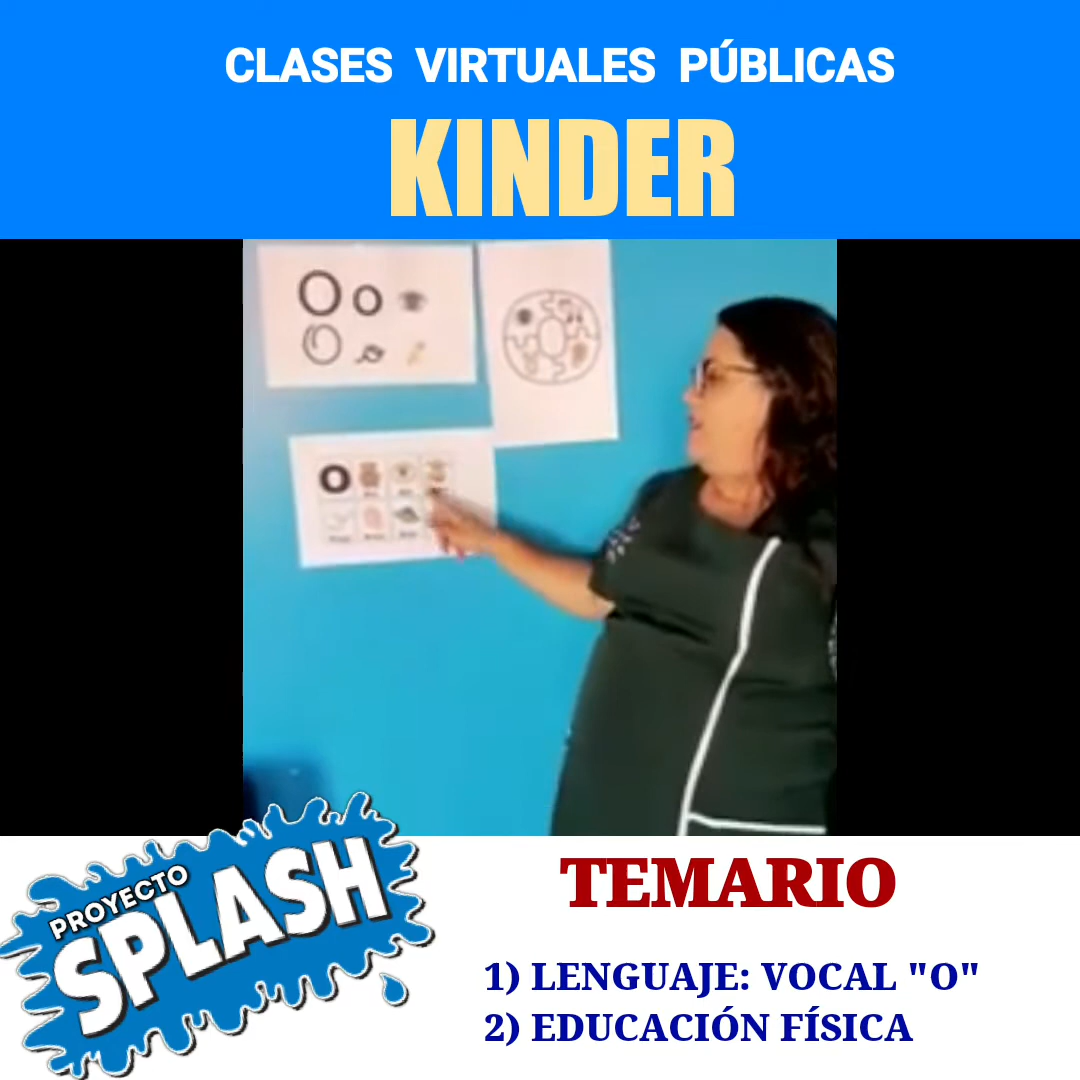 CLASES VIRTUALES PÚBLICAS
KINDER
O o
O
PROYECTO
SPLASH
TEMARIO
1) LENGUAJE: VOCAL "O"
2) EDUCACIÓN FÍSICA